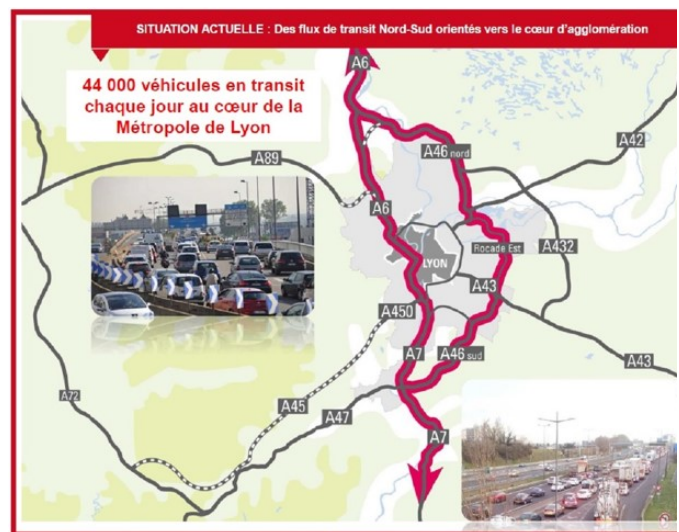 SITUATION ACTUELLE : Des flux de transit Nord-Sud orientés vers le cœur d'agglomération
44 000 véhicules en transit
chaque jour au cœur de la
Métropole de Lyon
A6
A46 nord
A42
A89
A6
Rocade Est
A432
LYON
A43
A450
A7
A46 sud
A43
A72
A45
A47
A7